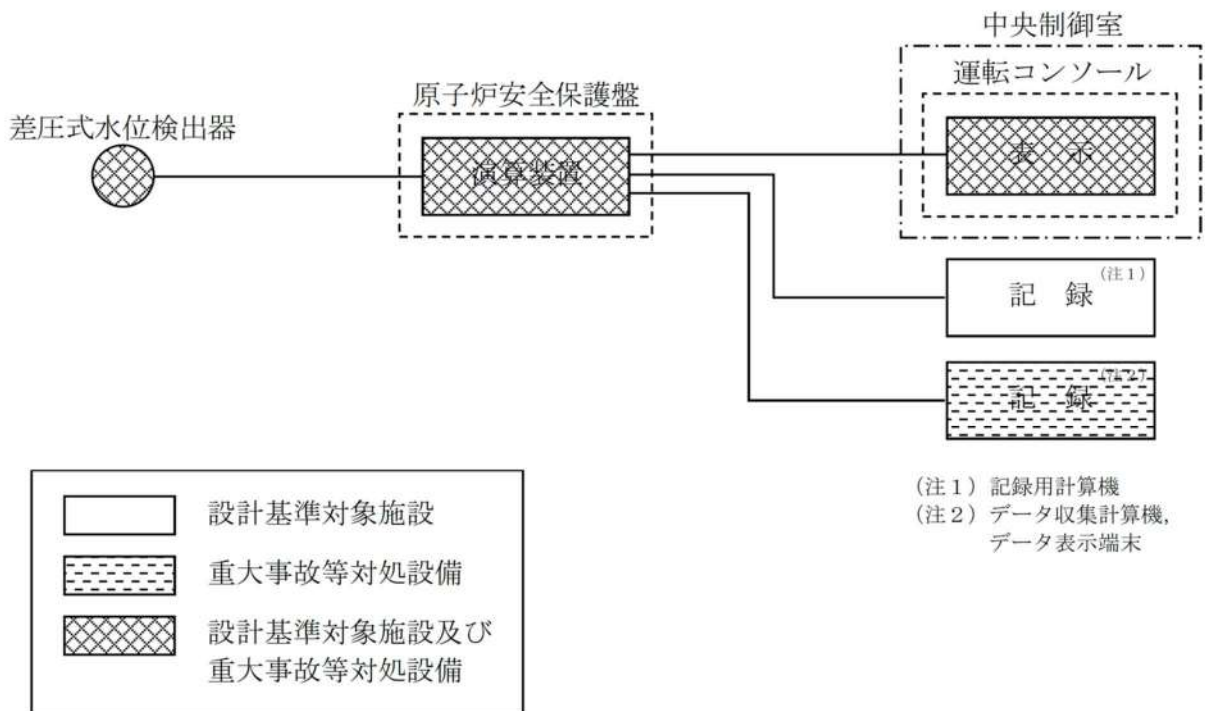 中央制御室
運転コンソール
原子炉安全保護盤
差圧式水位検出器
演算装置
表 示
記 録 (注1)
記 録 (注2)
(注1) 記録用計算機
(注2) データ収集計算機,
データ表示端末
設計基準対象施設
重大事故等対処設備
設計基準対象施設及び
重大事故等対処設備